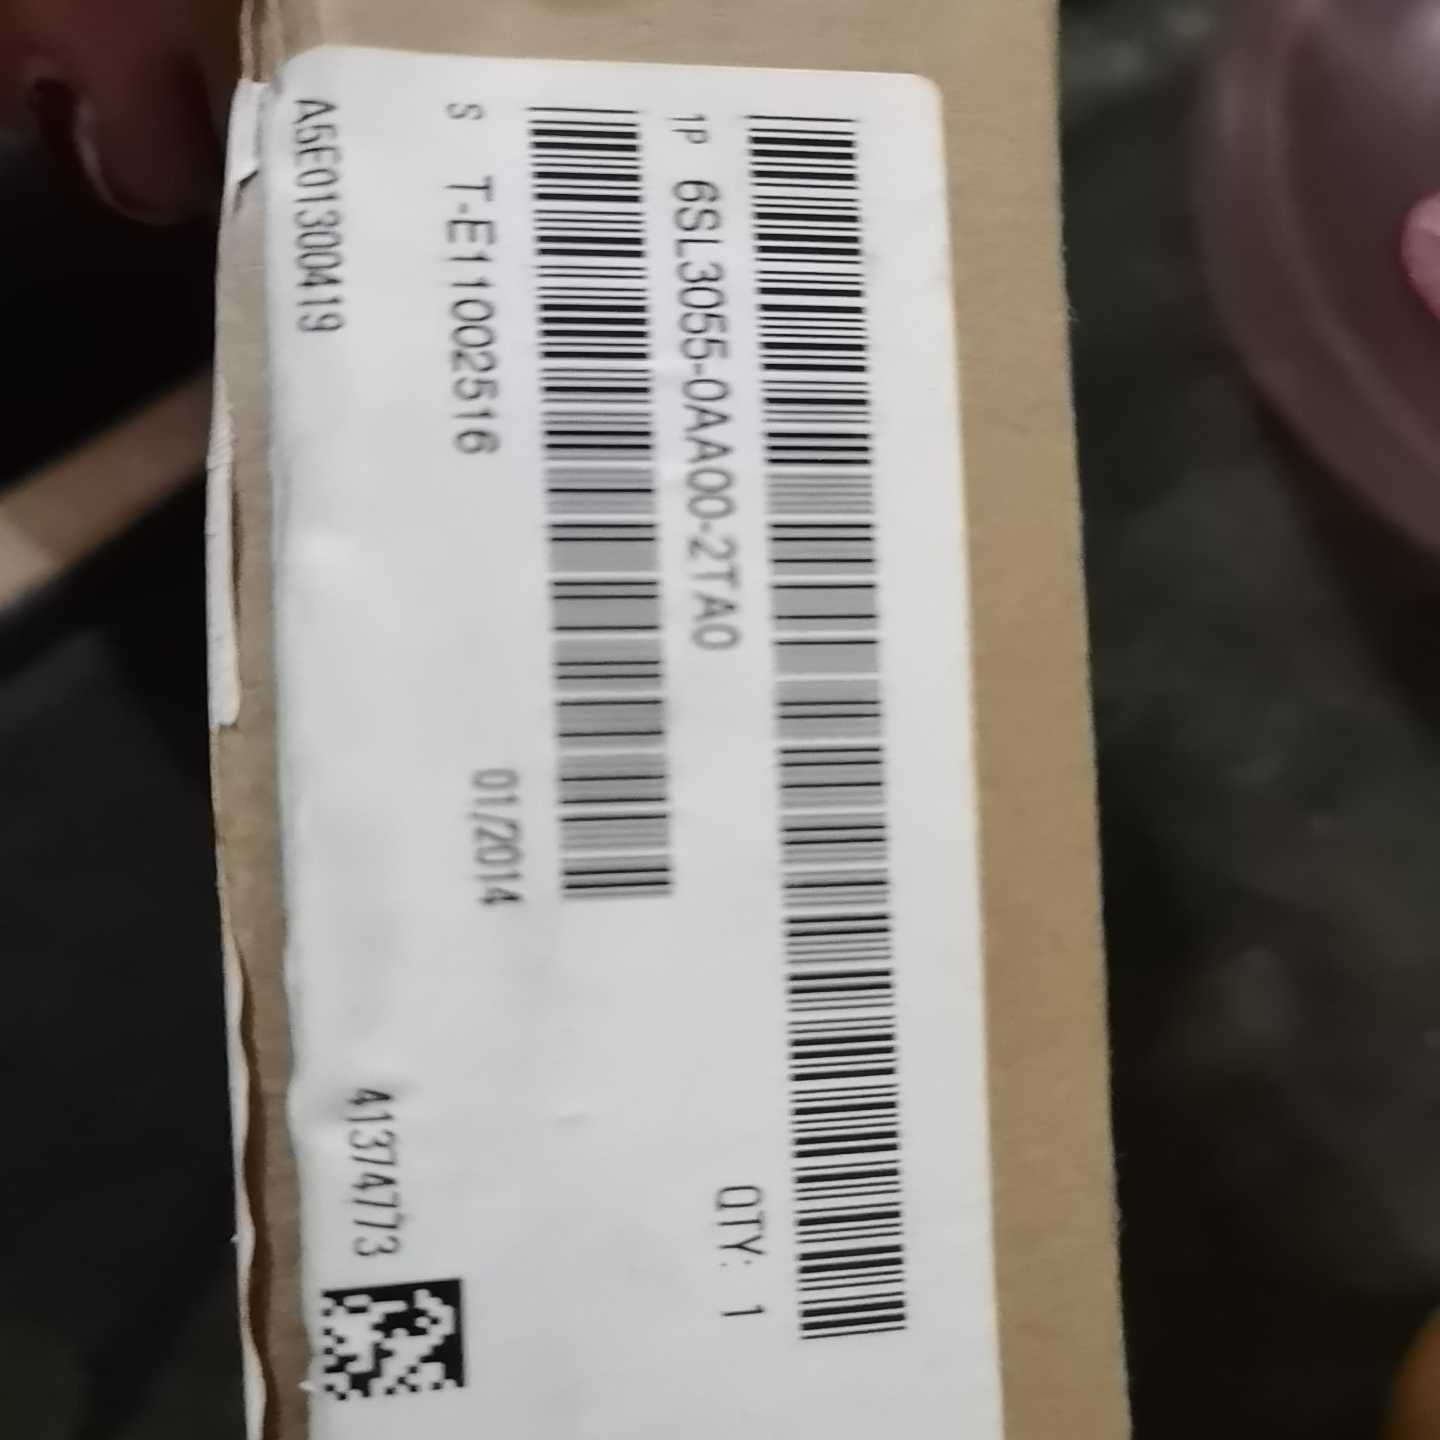 1P 6SL3055-0AA00-2TA0
QTY: 1
S T-E11002516
01/2014
A5E01300419
41374773